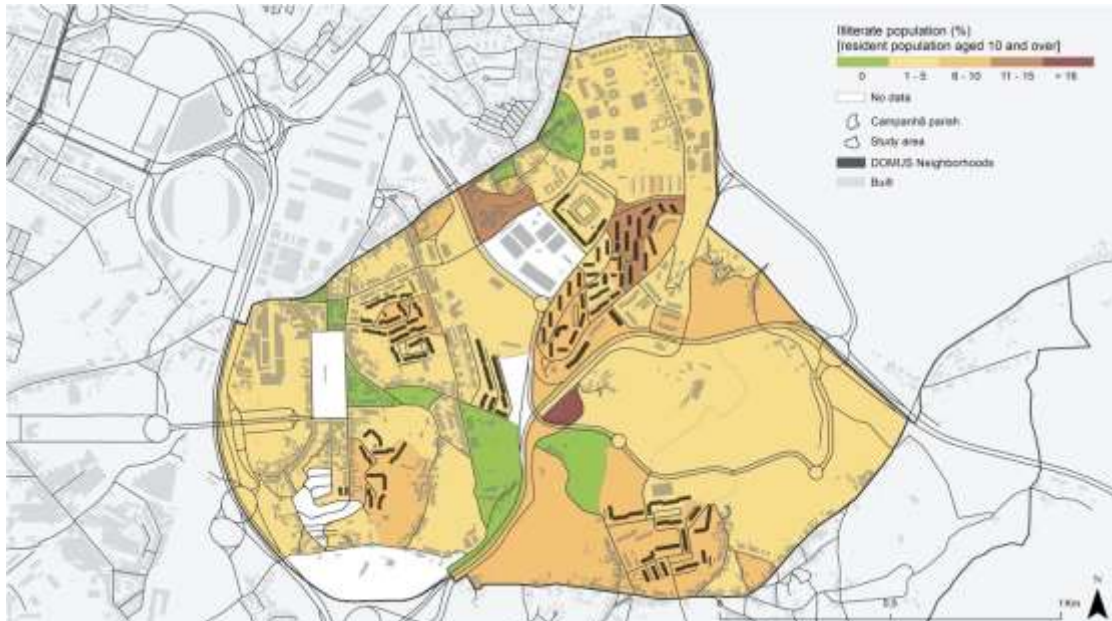 Illiterate population (%)
[resident population aged 10 and over]
0 1 - 5 6 - 10 11 - 15 > 16
No data
Campanhã parish
Study area
DOMUS Neighborhoods
Built
N
0 0,5 1 Km